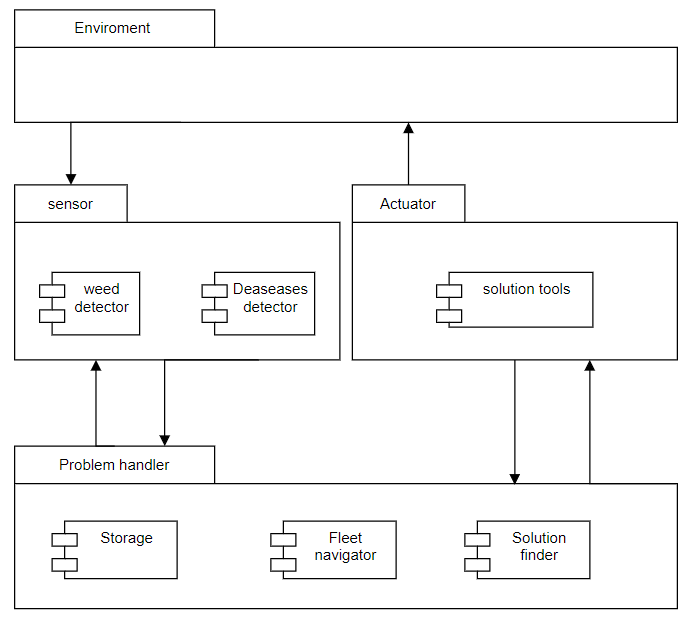 Enviroment
sensor
Actuator
weed
detector
Deaseases
detector
solution tools
Problem handler
Storage
Fleet
navigator
Solution
finder